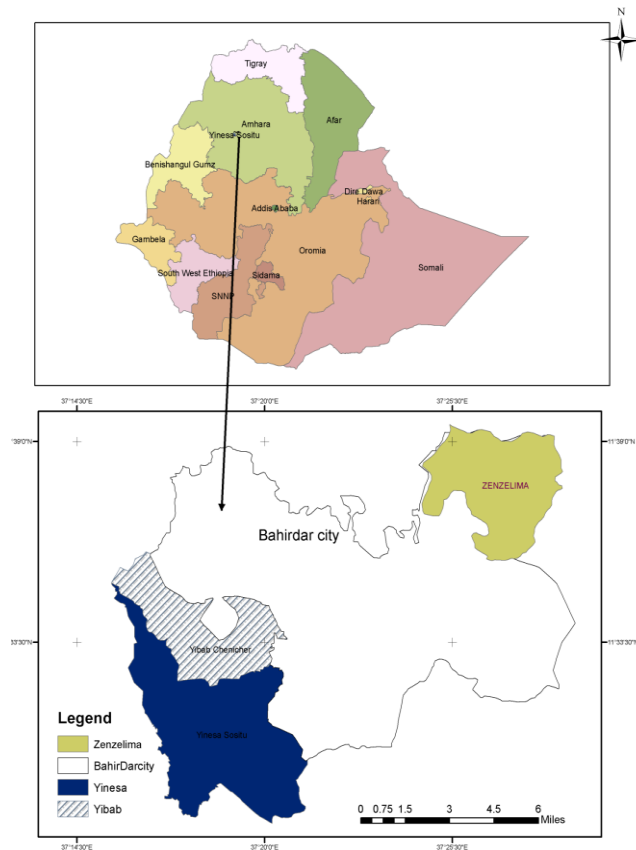 N
Tigray
Amhara
Afar
Yinesa Sositu
Benishangul Gumz
Dire Dawa
Harari
Addis Ababa
Gambela
Oromia
South West Ethiopia
Sidama
Somali
SNNP
37°14'30"E
37°20'0"E
37°25'30"E
°39'0"N
11°39'0"N
ZENZELIMA
Bahirdar city
33'30"N
11°33'30"N
Yibab Chenicher
Legend
Zenzelima
Yinesa Sositu
BahirDarcity
Yinesa
Yibab
0 0.75 1.5 3 4.5 6
Miles
37°14'30"E
37°20'0"E
37°25'30"E